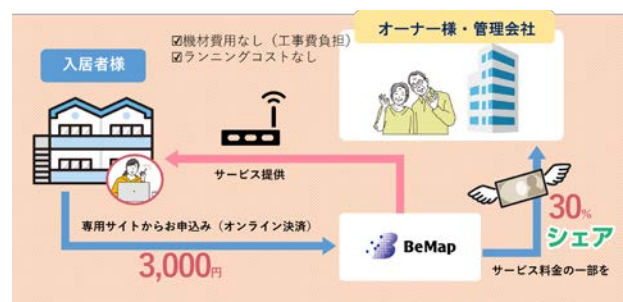 オーナー様・管理会社
☑機材費用なし（工事費負担）
☑ランニングコストなし
入居者様
サービス提供
専用サイトからお申込み（オンライン決済）
3,000円
BeMap
30%
シェア
サービス料金の一部を